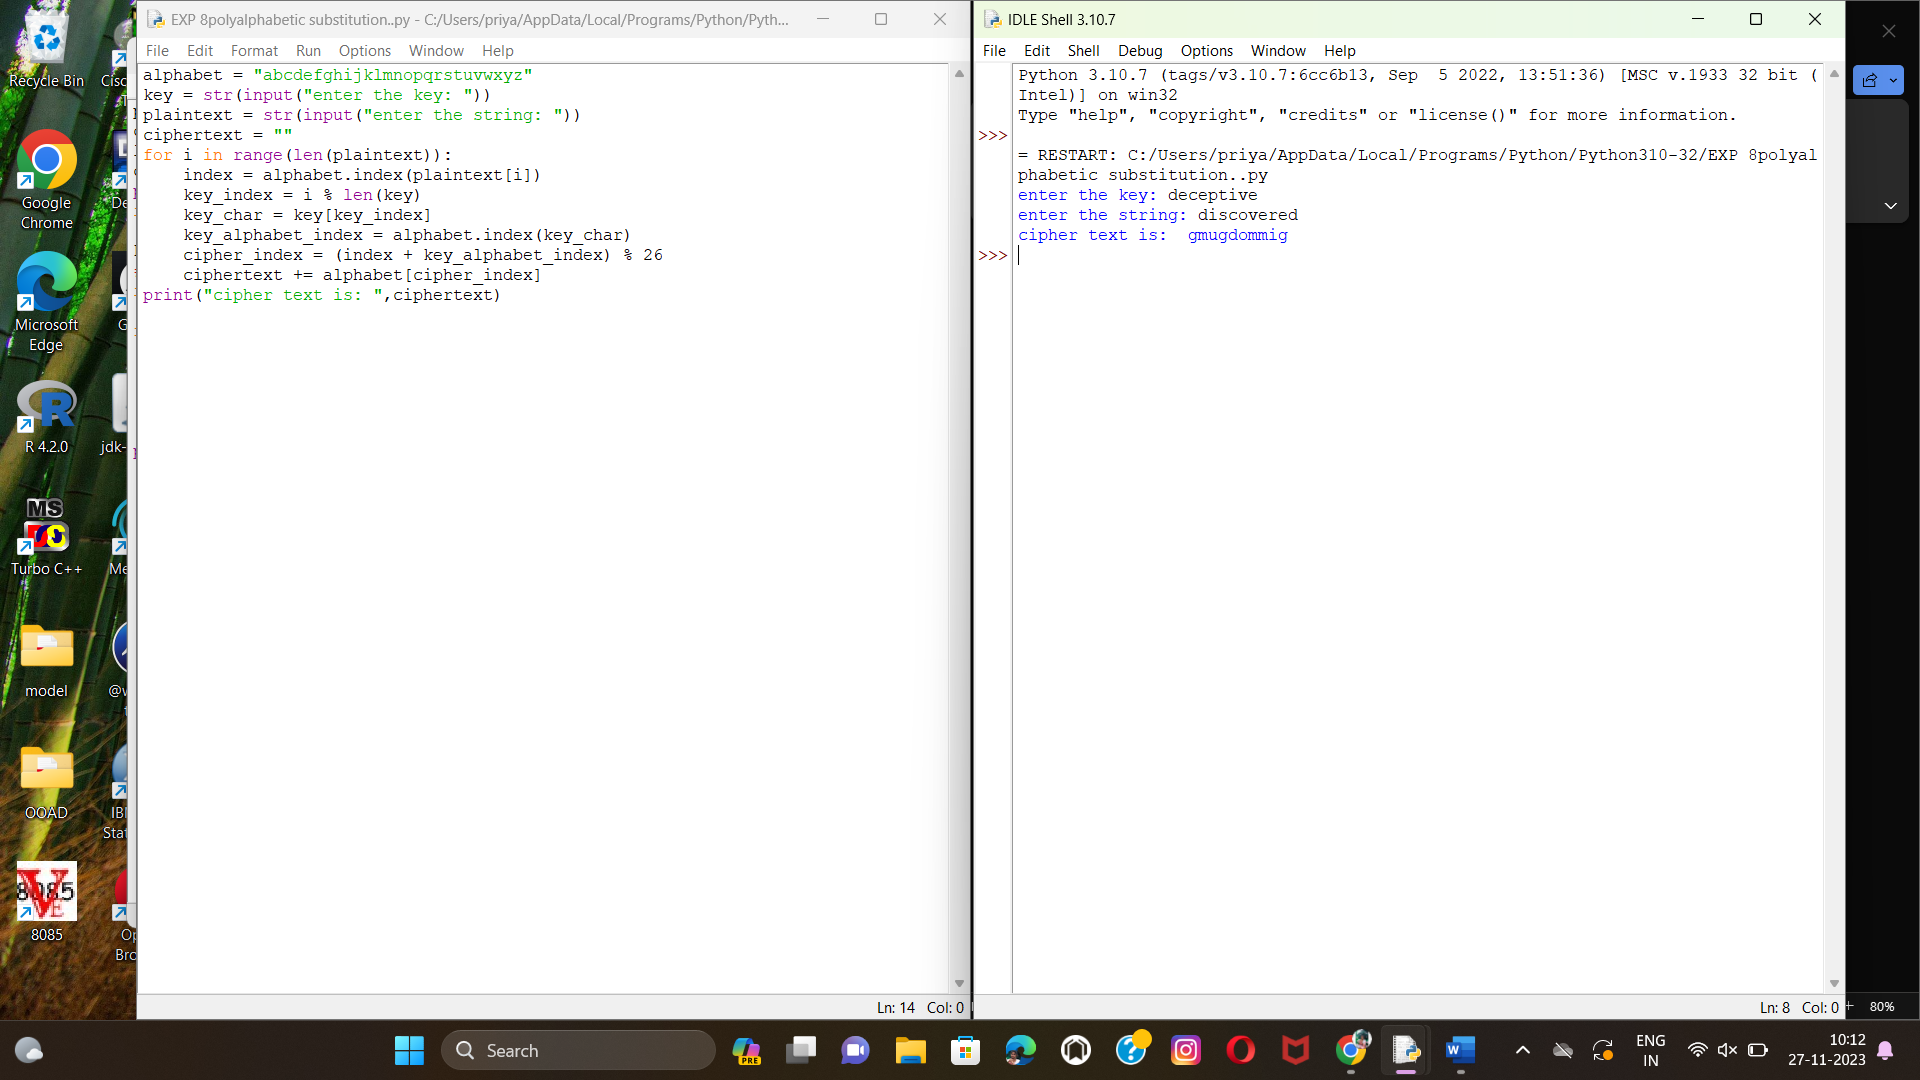 EXP 8polyalphabetic substitution..py - C:/Users/priya/AppData/Local/Programs/Python/Pyth...
File Edit Format Run Options Window Help
alphabet = "abcdefghijklmnopqrstuvwxyz"
key = str(input("enter the key: "))
plaintext = str(input("enter the string: "))
ciphertext = ""
for i in range(len(plaintext)):
    index = alphabet.index(plaintext[i])
    key_index = i % len(key)
    key_char = key[key_index]
    key_alphabet_index = alphabet.index(key_char)
    cipher_index = (index + key_alphabet_index) % 26
    ciphertext += alphabet[cipher_index]
print("cipher text is: ",ciphertext)
Ln: 14 Col: 0
IDLE Shell 3.10.7
File Edit Shell Debug Options Window Help
Python 3.10.7 (tags/v3.10.7:6cc6b13, Sep  5 2022, 13:51:36) [MSC v.1933 32 bit (
Intel)] on win32
Type "help", "copyright", "credits" or "license()" for more information.
>>>
= RESTART: C:/Users/priya/AppData/Local/Programs/Python/Python310-32/EXP 8polyal
phabetic substitution..py
enter the key: deceptive
enter the string: discovered
cipher text is:  gmugdommig
>>>
Ln: 8 Col: 0
80%
Recycle Bin
Google
Chrome
Microsoft
Edge
R 4.2.0
jdk-
MS
Turbo C++
model
OOAD
8085
8085
Search
PRE
ENG
IN
10:12
27-11-2023